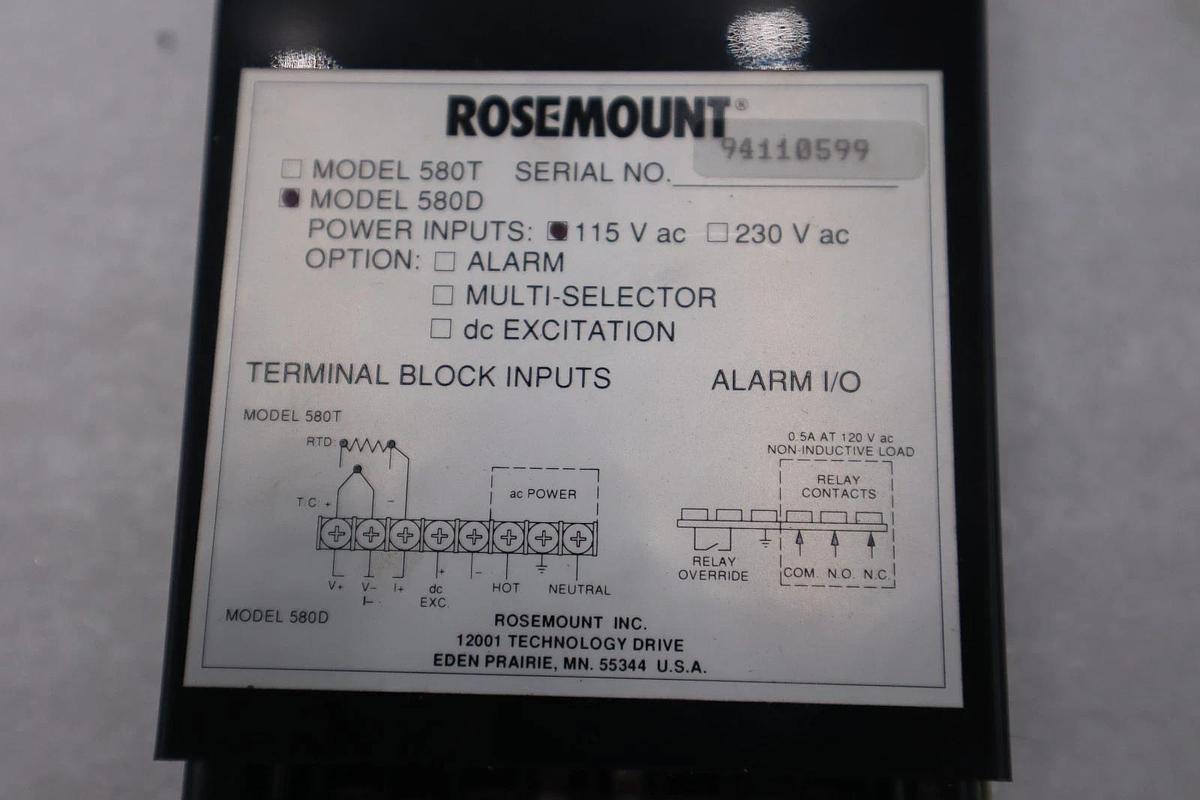 ROSEMOUNT®
94110599
☐ MODEL 580T SERIAL NO.
MODEL 580D
POWER INPUTS: 115 V ac ☐ 230 V ac
OPTION: ☐ ALARM
☐ MULTI-SELECTOR
☐ dc EXCITATION
TERMINAL BLOCK INPUTS
MODEL 580T
RTD
T.C. + -
ac POWER
V+ V- I+ + - HOT NEUTRAL
I- dc
EXC.
MODEL 580D
ALARM I/O
0.5A AT 120 V ac
NON-INDUCTIVE LOAD
RELAY
CONTACTS
RELAY
OVERRIDE
COM. N.O. N.C.
ROSEMOUNT INC.
12001 TECHNOLOGY DRIVE
EDEN PRAIRIE, MN. 55344 U.S.A.